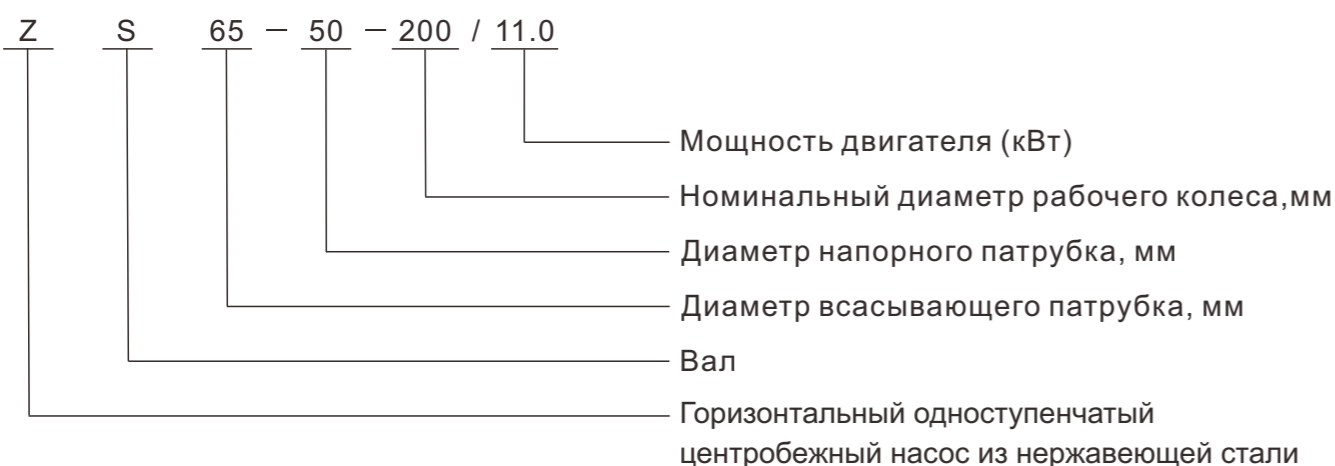 Z S 65 – 50 – 200 / 11.0
Мощность двигателя (кВт)
Номинальный диаметр рабочего колеса,мм
Диаметр напорного патрубка, мм
Диаметр всасывающего патрубка, мм
Вал
Горизонтальный одноступенчатый
центробежный насос из нержавеющей стали